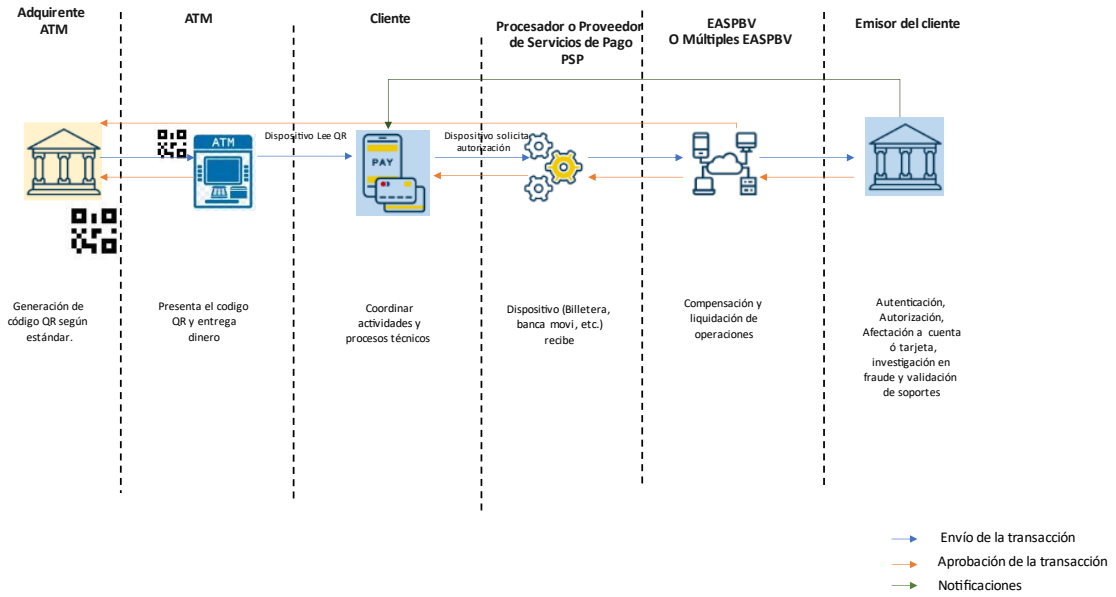 Adquirente
ATM
ATM
Cliente
Procesador o Proveedor
de Servicios de Pago
PSP
EASPBV
O Múltiples EASPBV
Emisor del cliente
ATM
Dispositivo Lee QR
PAY
Dispositivo solicita
autorización
Generación de
código QR según
estándar.
Presenta el codigo
QR y entrega
dinero
Coordinar
actividades y
procesos técnicos
Dispositivo (Billetera,
banca movi, etc.)
recibe
Compensación y
liquidación de
operaciones
Autenticación,
Autorización,
Afectación a cuenta
ó tarjeta,
investigación en
fraude y validación
de soportes
Envío de la transacción
Aprobación de la transacción
Notificaciones